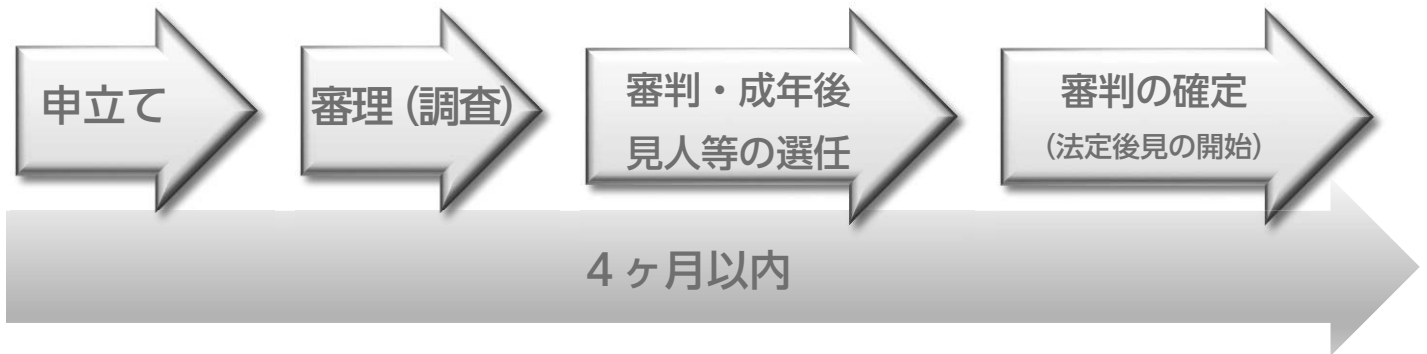 申立て
審理（調査）
審判・成年後
見人等の選任
審判の確定
（法定後見の開始）
４ヶ月以内